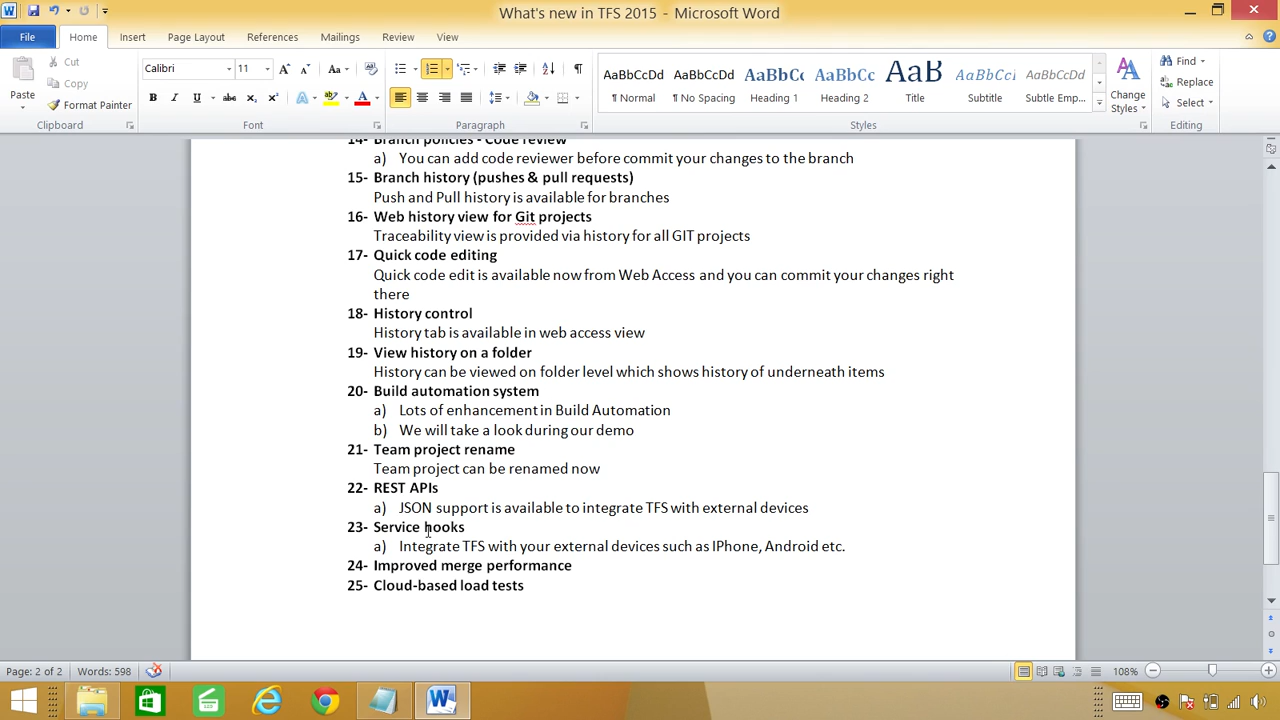 What's new in TFS 2015 - Microsoft Word
File Home Insert Page Layout References Mailings Review View
Paste
Cut
Copy
Format Painter
Clipboard
Calibri 11
Font
Paragraph
AaBbCcDd AaBbCcDd AaBbCc AaBbCc AaB AaBbCcDd AaBbCcDd
¶ Normal ¶ No Spacing Heading 1 Heading 2 Title Subtitle Subtle Emp...
Styles
Change Styles
Find
Replace
Select
Editing
14- Branch policies - Code review
a) You can add code reviewer before commit your changes to the branch
15- Branch history (pushes & pull requests)
Push and Pull history is available for branches
16- Web history view for Git projects
Traceability view is provided via history for all GIT projects
17- Quick code editing
Quick code edit is available now from Web Access and you can commit your changes right
there
18- History control
History tab is available in web access view
19- View history on a folder
History can be viewed on folder level which shows history of underneath items
20- Build automation system
a) Lots of enhancement in Build Automation
b) We will take a look during our demo
21- Team project rename
Team project can be renamed now
22- REST APIs
a) JSON support is available to integrate TFS with external devices
23- Service hooks
a) Integrate TFS with your external devices such as IPhone, Android etc.
24- Improved merge performance
25- Cloud-based load tests
Page: 2 of 2 Words: 598 108%